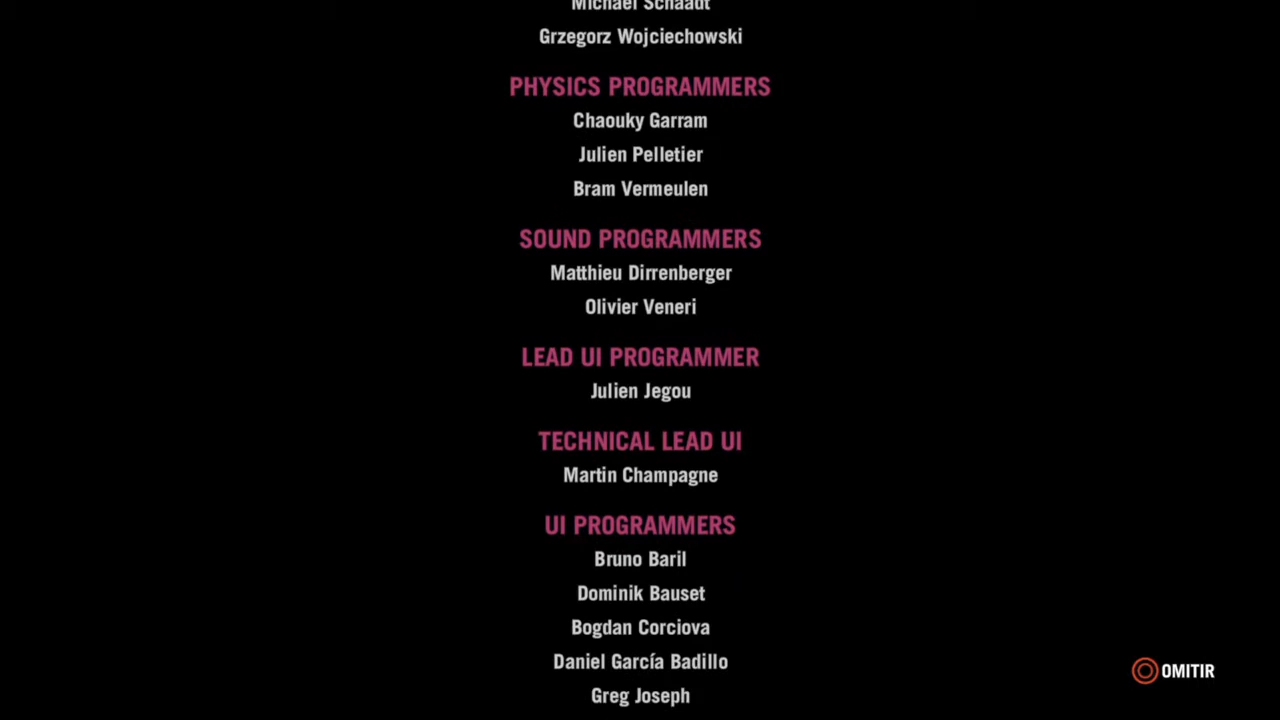 Michael Schaadt
Grzegorz Wojciechowski
PHYSICS PROGRAMMERS
Chaouky Garram
Julien Pelletier
Bram Vermeulen
SOUND PROGRAMMERS
Matthieu Dirrenberger
Olivier Veneri
LEAD UI PROGRAMMER
Julien Jegou
TECHNICAL LEAD UI
Martin Champagne
UI PROGRAMMERS
Bruno Baril
Dominik Bauset
Bogdan Corciova
Daniel García Badillo
Greg Joseph
OMITIR